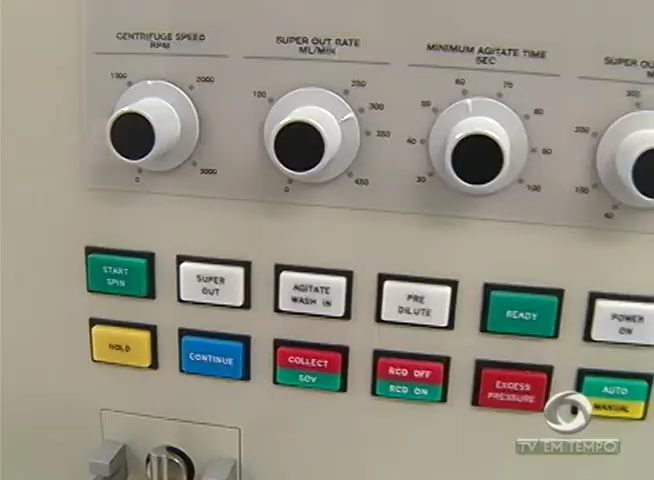 CENTRIFUGE SPEED
RPM
1000
2000
0
3000
SUPER OUT RATE
ML/MIN
100
250
300
350
0
450
MINIMUM AGITATE TIME
SEC
60
70
50
80
40
90
30
100
SUPER OU
300
200
150
START
SPIN
SUPER
OUT
AGITATE
WASH IN
PRE
DILUTE
READY
POWER
ON
HOLD
CONTINUE
COLLECT
RCD OFF
RCD ON
EXCESS
PRESSURE
AUTO
MANUAL
TV EM TEMPO